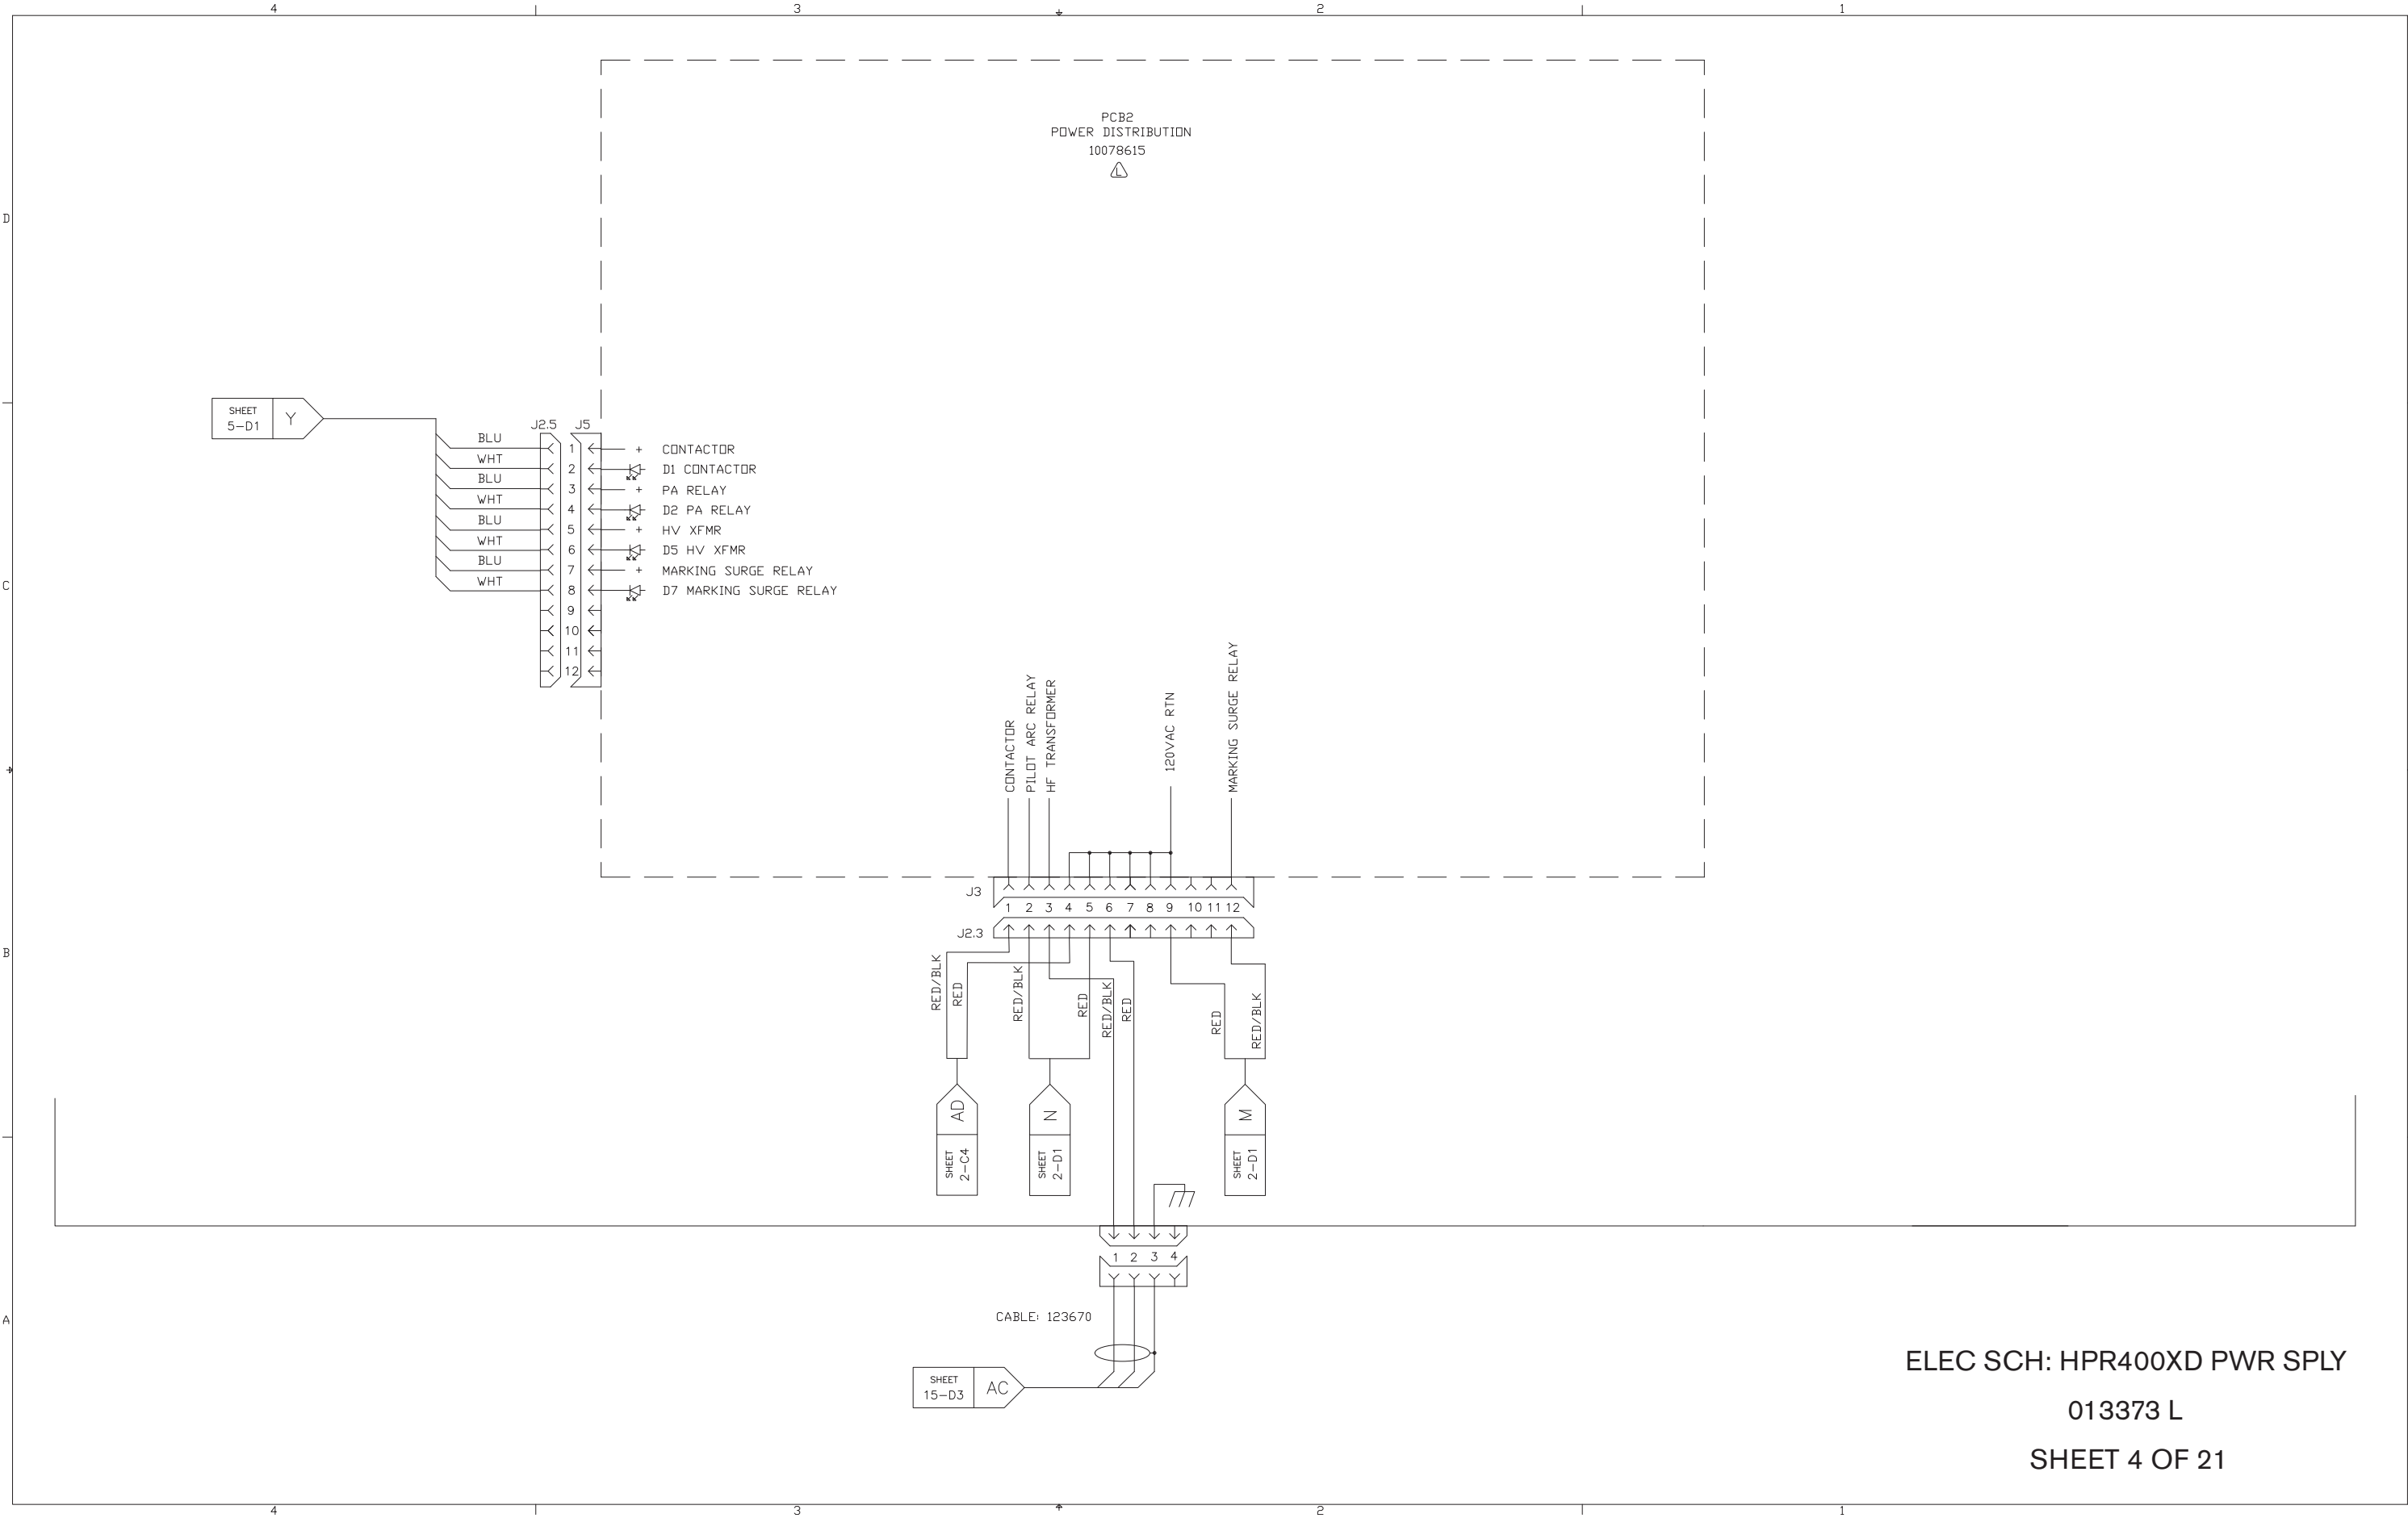 4 3 2 1
PCB2
POWER DISTRIBUTION
10078615
L
D
SHEET
5-D1
Y
J2.5 J5
BLU 1 + CONTACTOR
WHT 2 D1 CONTACTOR
BLU 3 + PA RELAY
WHT 4 D2 PA RELAY
BLU 5 + HV XFMR
WHT 6 D5 HV XFMR
BLU 7 + MARKING SURGE RELAY
WHT 8 D7 MARKING SURGE RELAY
9
10
11
12
C
CONTACTOR
PILOT ARC RELAY
HF TRANSFORMER
120VAC RTN
MARKING SURGE RELAY
J3
1 2 3 4 5 6 7 8 9 10 11 12
J2.3
B
RED/BLK
RED
RED/BLK
RED
RED/BLK
RED
RED
RED/BLK
AD
SHEET
2-C4
N
SHEET
2-D1
M
SHEET
2-D1
1 2 3 4
CABLE: 123670
A
SHEET
15-D3
AC
ELEC SCH: HPR400XD PWR SPLY
013373 L
SHEET 4 OF 21
4 3 2 1